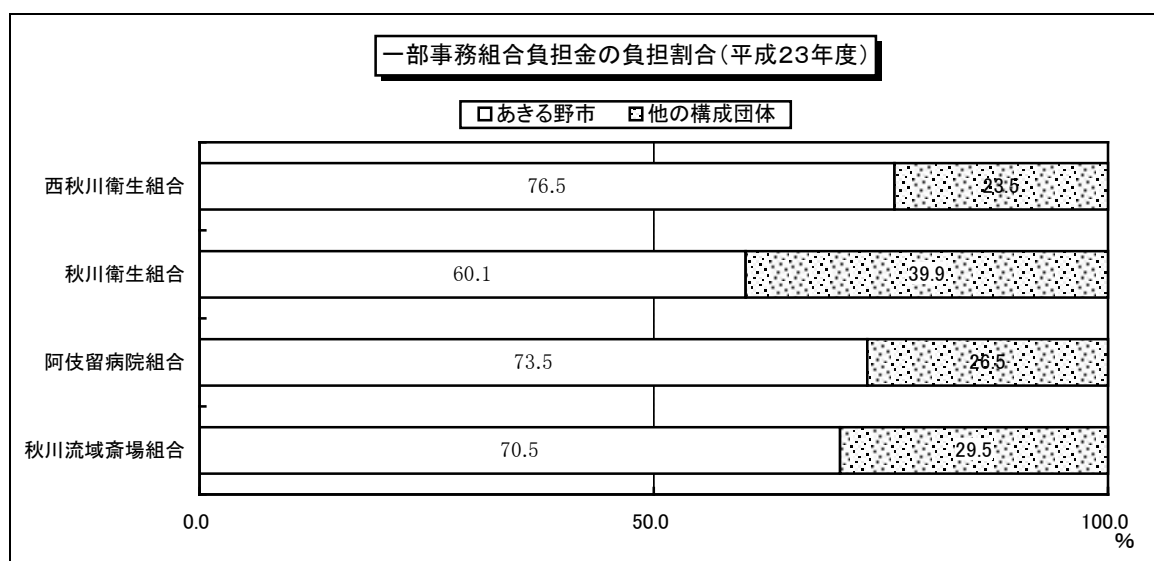 一部事務組合負担金の負担割合(平成23年度)
あきる野市 他の構成団体
西秋川衛生組合 76.5 23.5
秋川衛生組合 60.1 39.9
阿伎留病院組合 73.5 26.5
秋川流域斎場組合 70.5 29.5
0.0 50.0 100.0
%